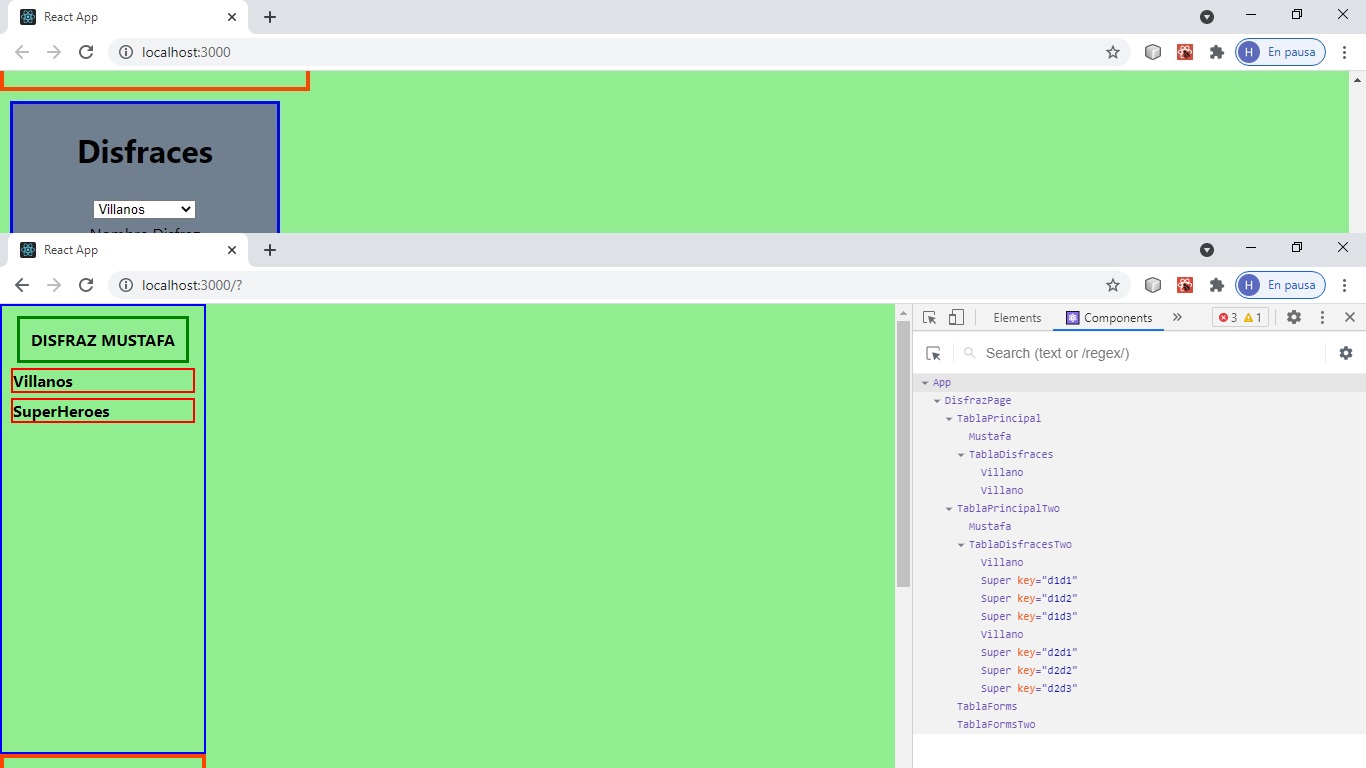 React App
localhost:3000
H En pausa
Disfraces
Villanos
Nombre Disfraz
React App
localhost:3000/?
H En pausa
DISFRAZ MUSTAFA
Villanos
SuperHeroes
Elements Components » 3 1
Search (text or /regex/)
App
DisfrazPage
TablaPrincipal
Mustafa
TablaDisfraces
Villano
Villano
TablaPrincipalTwo
Mustafa
TablaDisfracesTwo
Villano
Super key="d1d1"
Super key="d1d2"
Super key="d1d3"
Villano
Super key="d2d1"
Super key="d2d2"
Super key="d2d3"
TablaForms
TablaFormsTwo